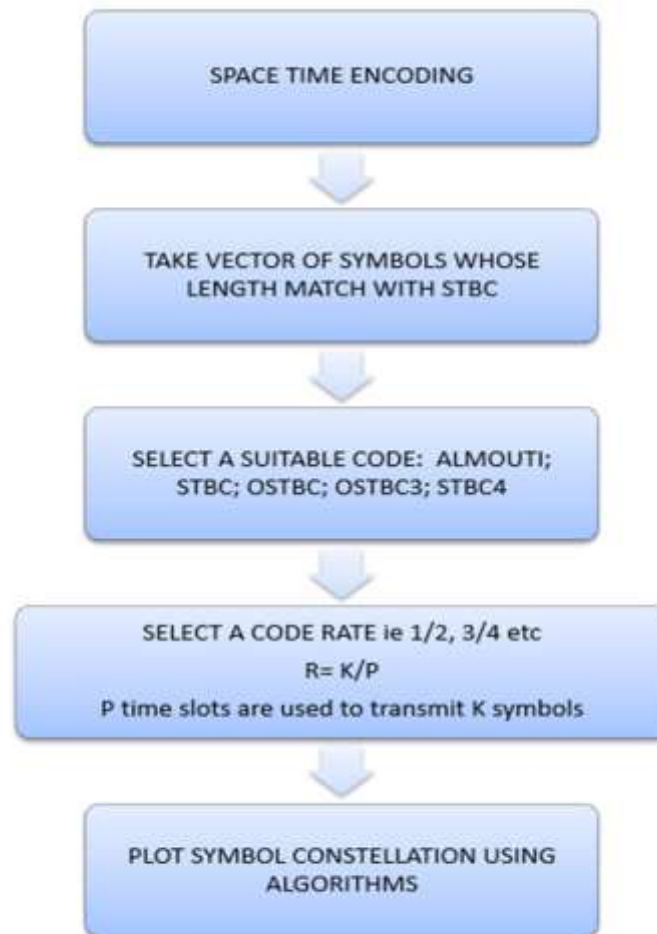 SPACE TIME ENCODING
TAKE VECTOR OF SYMBOLS WHOSE
LENGTH MATCH WITH STBC
SELECT A SUITABLE CODE: ALMOUTI;
STBC; OSTBC; OSTBC3; STBC4
SELECT A CODE RATE ie 1/2, 3/4 etc
R= K/P
P time slots are used to transmit K symbols
PLOT SYMBOL CONSTELLATION USING
ALGORITHMS